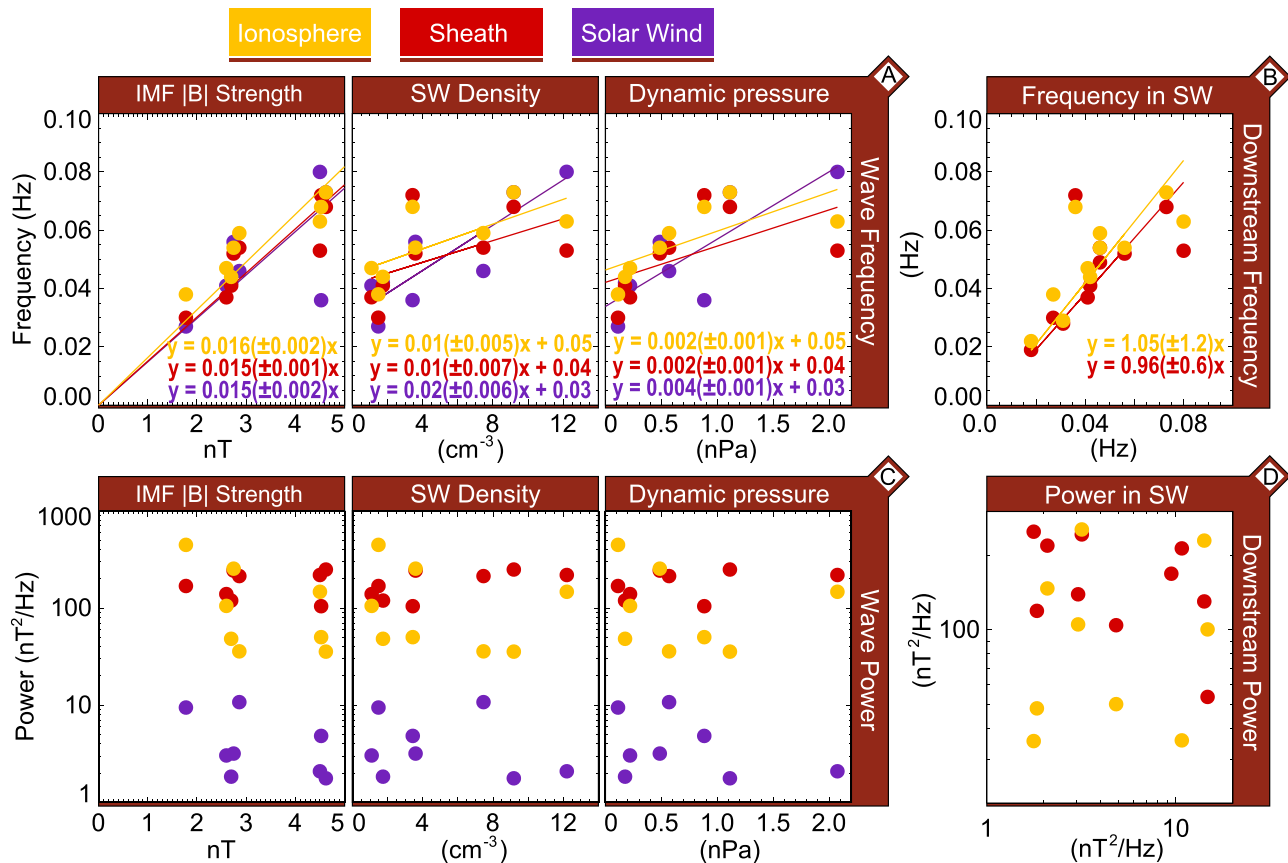 Ionosphere Sheath Solar Wind
A B
IMF |B| Strength SW Density Dynamic pressure Frequency in SW
0.10 0.10
0.08 0.08
0.06 0.06
0.04 0.04
0.02 0.02
0.00 0.00
Frequency (Hz)
(Hz)
y = 0.016(±0.002)x
y = 0.015(±0.001)x
y = 0.015(±0.002)x
y = 0.01(±0.005)x + 0.05
y = 0.01(±0.007)x + 0.04
y = 0.02(±0.006)x + 0.03
y = 0.002(±0.001)x + 0.05
y = 0.002(±0.001)x + 0.04
y = 0.004(±0.001)x + 0.03
y = 1.05(±1.2)x
y = 0.96(±0.6)x
Wave Frequency
Downstream Frequency
0 1 2 3 4 5 0 4 8 12 0.0 0.5 1.0 1.5 2.0 0.00 0.04 0.08
nT (cm-3) (nPa) (Hz)
C D
IMF |B| Strength SW Density Dynamic pressure Power in SW
1000
100 100
10
1
Power (nT2/Hz)
(nT2/Hz)
Wave Power
Downstream Power
0 1 2 3 4 5 0 4 8 12 0.0 0.5 1.0 1.5 2.0 1 10
nT (cm-3) (nPa) (nT2/Hz)